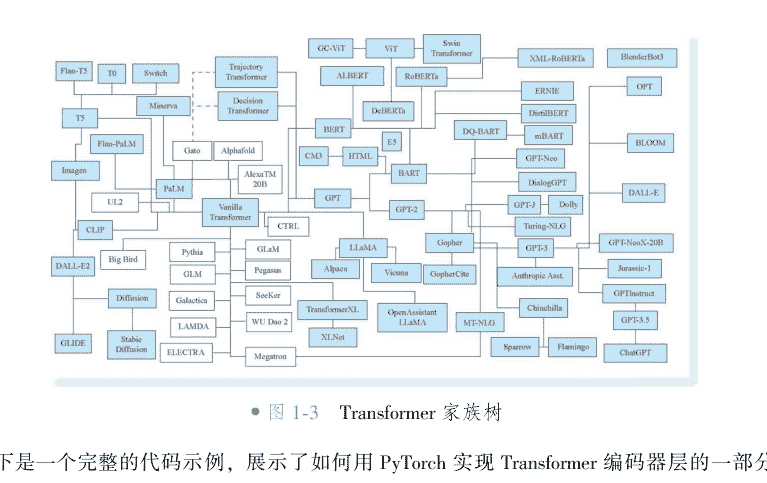 GC-ViT
ViT
Swin
Transformer
Flan-T5
T0
Switch
Trajectory
Transformer
XML-RoBERTa
BlenderBot3
ALBERT
RoBERTa
Minerva
Decision
Transformer
DeBERTa
ERNIE
OPT
T5
DistilBERT
BERT
DQ-BART
mBART
Flan-PaLM
Gato
Alphafold
E5
CM3
HTML
BART
GPT-Neo
BLOOM
Imagen
PaLM
AlexaTM
20B
DialogGPT
UL2
Vanilla
Transformer
GPT
GPT-2
GPT-J
Dolly
DALL-E
CLIP
CTRL
Turing-NLG
Big Bird
Pythia
GLaM
LLaMA
Gopher
GPT-3
GPT-NeoX-20B
DALL-E2
GLM
Pegasus
Alpaca
Vicuna
GopherCite
Anthropic Asst.
Jurassic-1
Diffusion
Galactica
SeeKer
TransformerXL
OpenAssistant
LLaMA
Chinchilla
GPTInstruct
LAMDA
WU Dao 2
MT-NLG
GPT-3.5
GLIDE
Stabie
Diffusion
ELECTRA
Megatron
XLNet
Sparrow
Flamingo
ChatGPT
图 1-3 Transformer 家族树
下是一个完整的代码示例，展示了如何用 PyTorch 实现 Transformer 编码器层的一部分